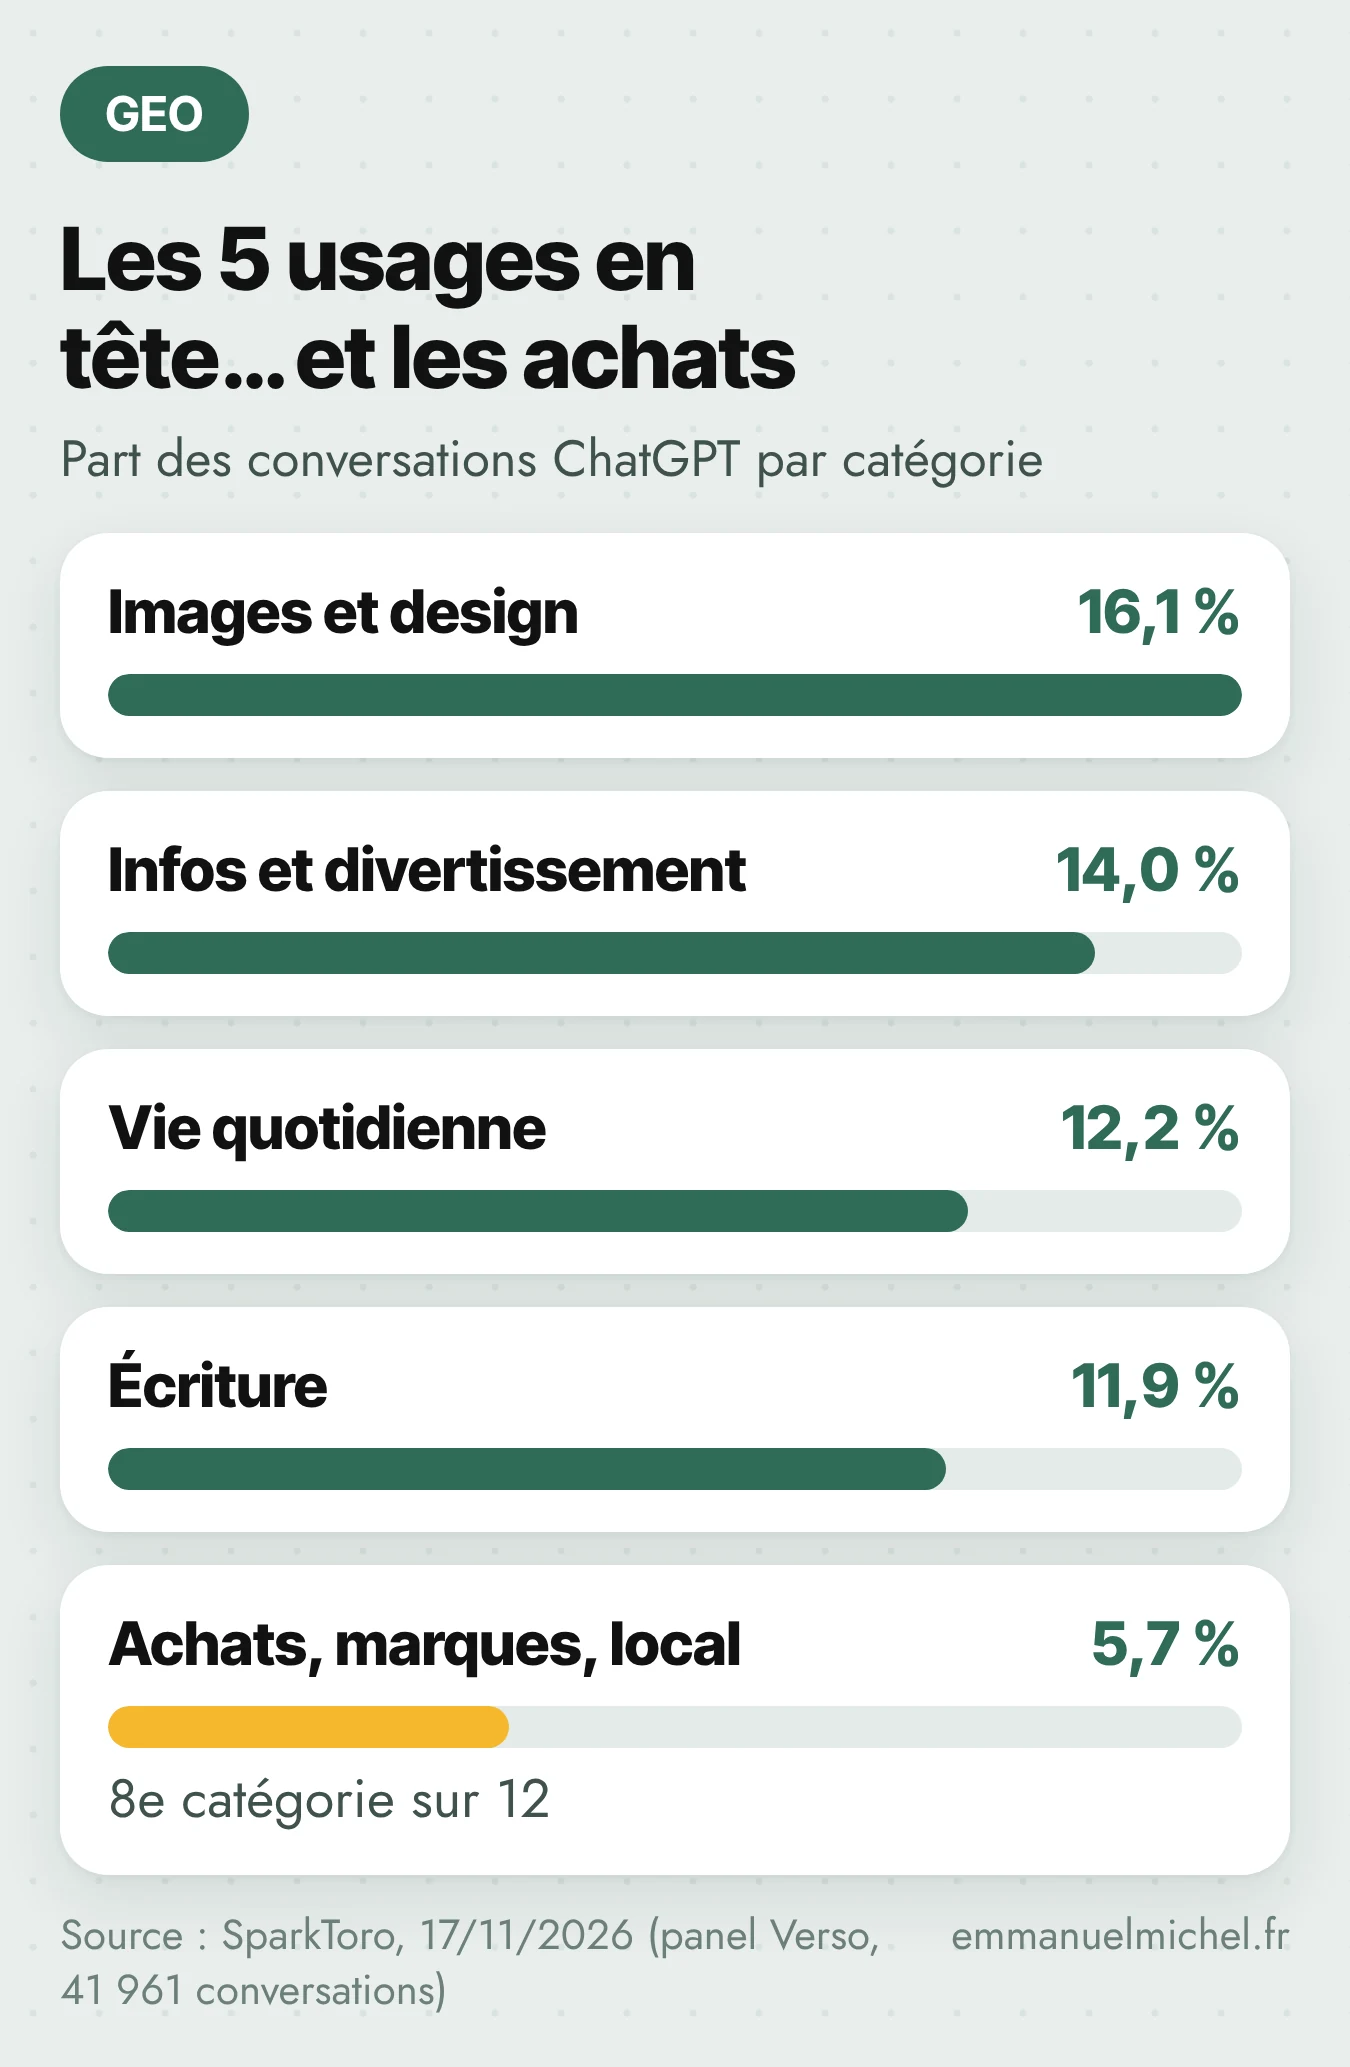 GEO
Les 5 usages en
tête... et les achats
Part des conversations ChatGPT par catégorie
Images et design 16,1 %
Infos et divertissement 14,0 %
Vie quotidienne 12,2 %
Écriture 11,9 %
Achats, marques, local 5,7 %
8e catégorie sur 12
Source : SparkToro, 17/11/2026 (panel Verso, emmanuelmichel.fr
41 961 conversations)